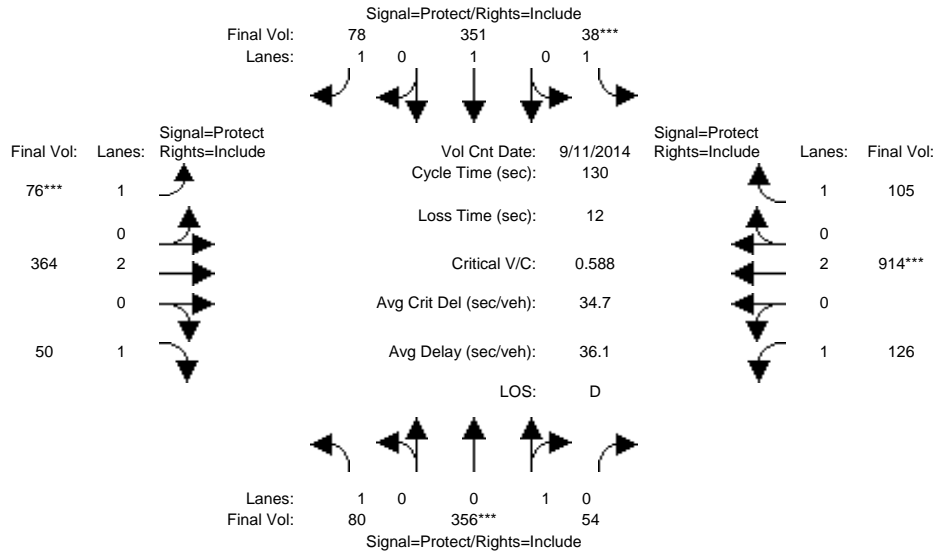 Signal=Protect/Rights=Include
Final Vol: 78 351 38***
Lanes: 1 0 1 0 1
Signal=Protect Signal=Protect
Final Vol: Lanes: Rights=Include Vol Cnt Date: 9/11/2014 Rights=Include Lanes: Final Vol:
Cycle Time (sec): 130
76*** 1 1 105
Loss Time (sec): 12
0 0
364 2 Critical V/C: 0.588 2 914***
0 Avg Crit Del (sec/veh): 34.7 0
50 1 Avg Delay (sec/veh): 36.1 1 126
LOS: D
Lanes: 1 0 0 1 0
Final Vol: 80 356*** 54
Signal=Protect/Rights=Include